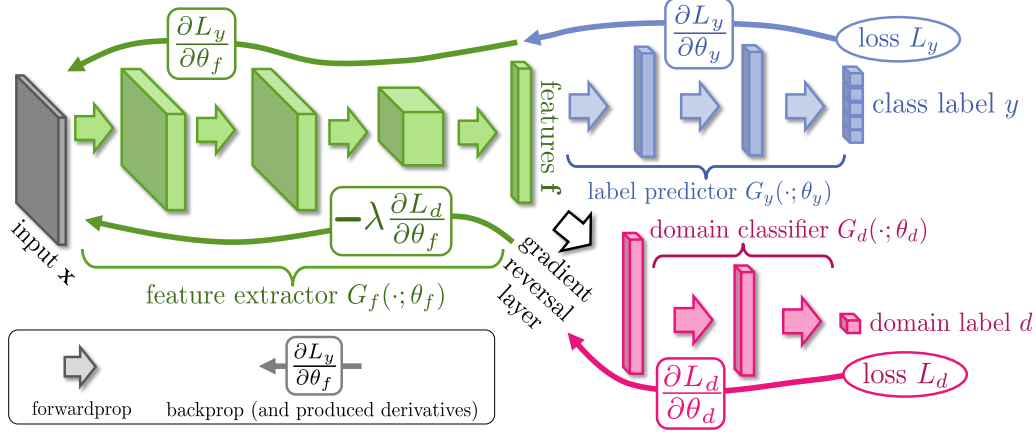 ∂L_y
∂θ_f
∂L_y
∂θ_y
loss L_y
features f
class label y
label predictor G_y(·; θ_y)
input x
−λ ∂L_d
∂θ_f
feature extractor G_f(·; θ_f)
gradient
reversal
layer
domain classifier G_d(·; θ_d)
domain label d
∂L_d
∂θ_d
loss L_d
∂L_y
∂θ_f
forwardprop
backprop (and produced derivatives)